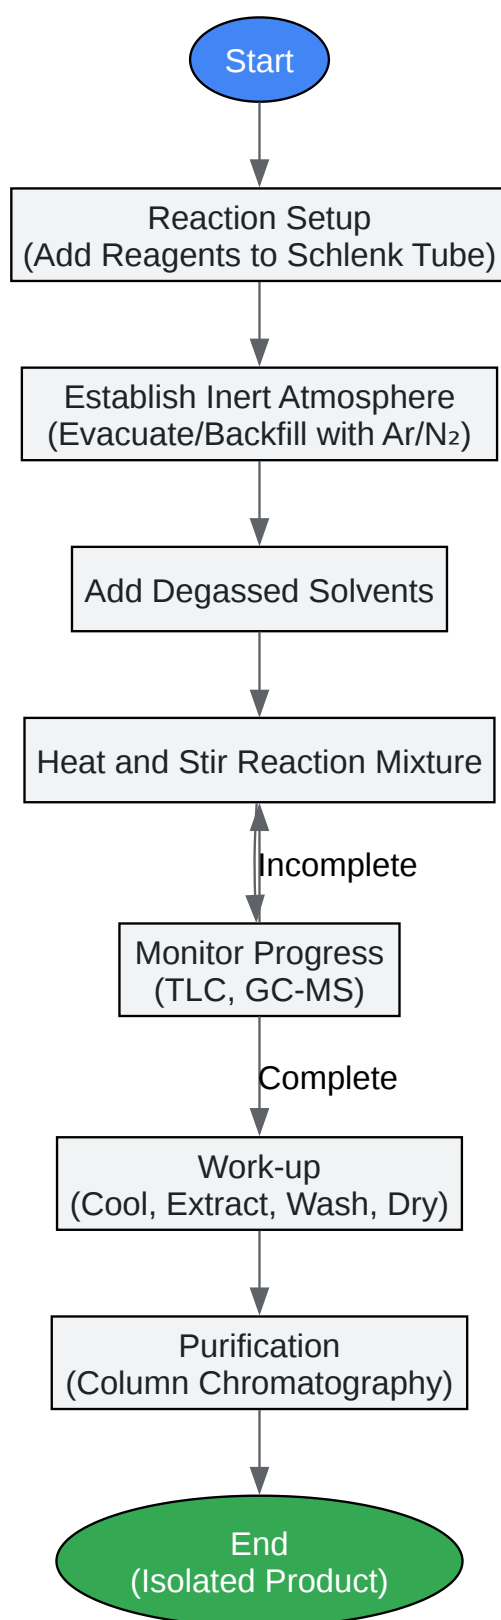 Start
Reaction Setup
(Add Reagents to Schlenk Tube)
Establish Inert Atmosphere
(Evacuate/Backfill with Ar/N₂)
Add Degassed Solvents
Heat and Stir Reaction Mixture
Incomplete
Monitor Progress
(TLC, GC-MS)
Complete
Work-up
(Cool, Extract, Wash, Dry)
Purification
(Column Chromatography)
End
(Isolated Product)